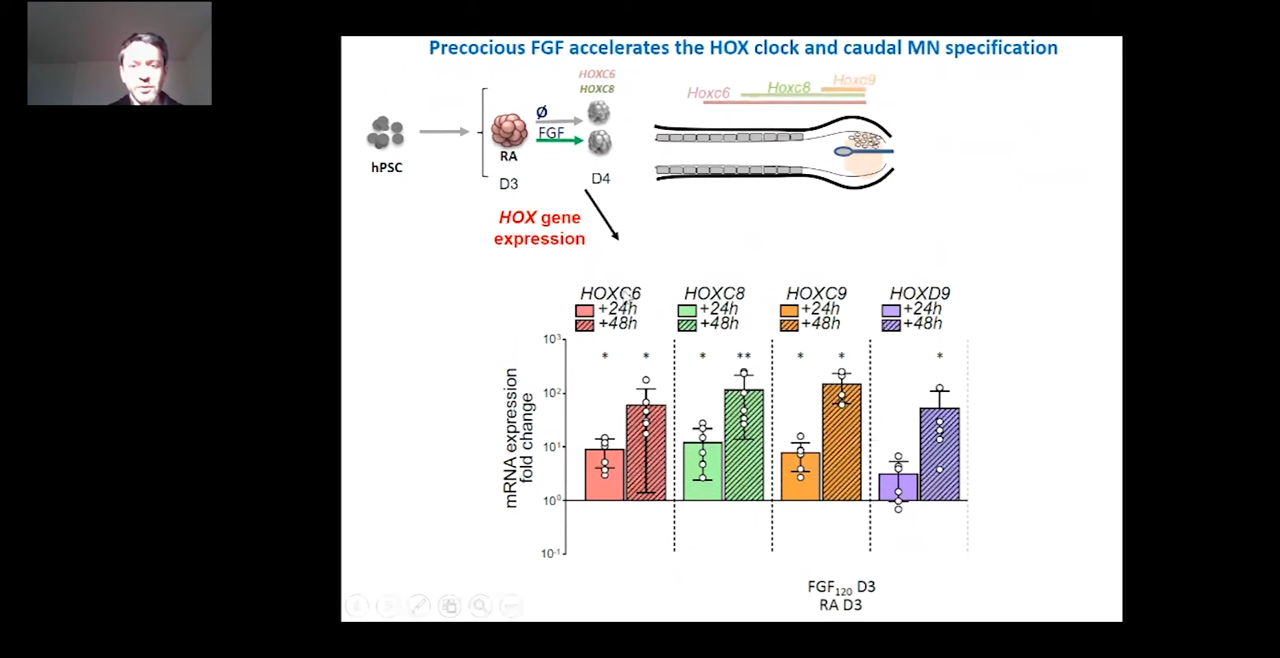 Precocious FGF accelerates the HOX clock and caudal MN specification
HOXC6
HOXC8
Ø
FGF
hPSC
RA
D3
D4
HOX gene
expression
Hoxc6
Hoxc8
Hoxc9
HOXC6
+24h
+48h
HOXC8
+24h
+48h
HOXC9
+24h
+48h
HOXD9
+24h
+48h
mRNA expression
fold change
10³
10²
10¹
10⁰
10⁻¹
* * * ** * * *
FGF₁₂₀ D3
RA D3